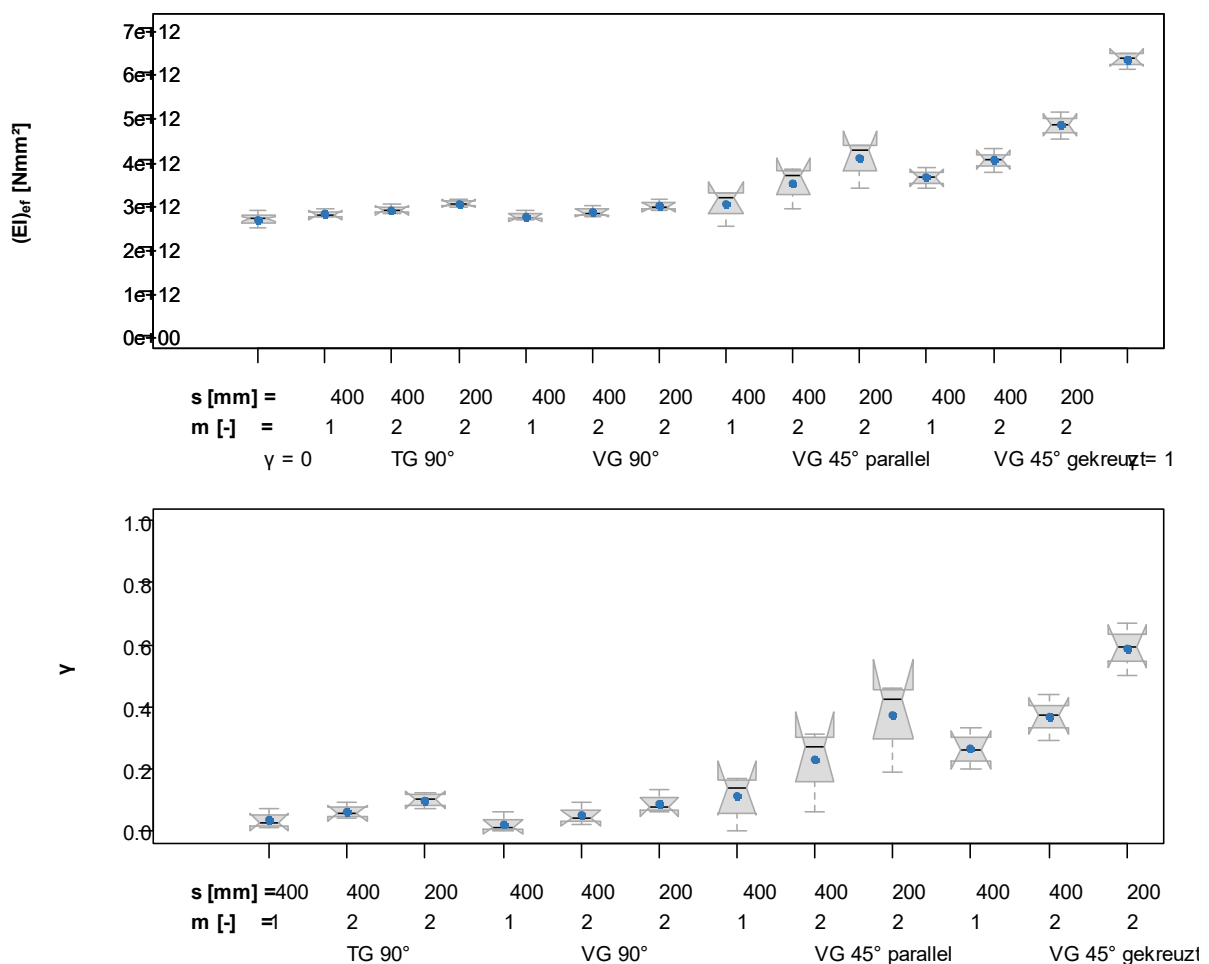 7e+12
6e+12
5e+12
4e+12
3e+12
2e+12
1e+12
0e+00
(EI)ef [Nmm²]
s [mm] = 400 400 200 400 400 200 400 400 200 400 400 200
m [-] = 1 2 2 1 2 2 1 2 2 1 2 2
γ = 0 TG 90° VG 90° VG 45° parallel VG 45° gekreuzt γ = 1
1.0
0.8
0.6
0.4
0.2
0.0
γ
s [mm] = 400 400 200 400 400 200 400 400 200 400 400 200
m [-] = 1 2 2 1 2 2 1 2 2 1 2 2
TG 90° VG 90° VG 45° parallel VG 45° gekreuzt